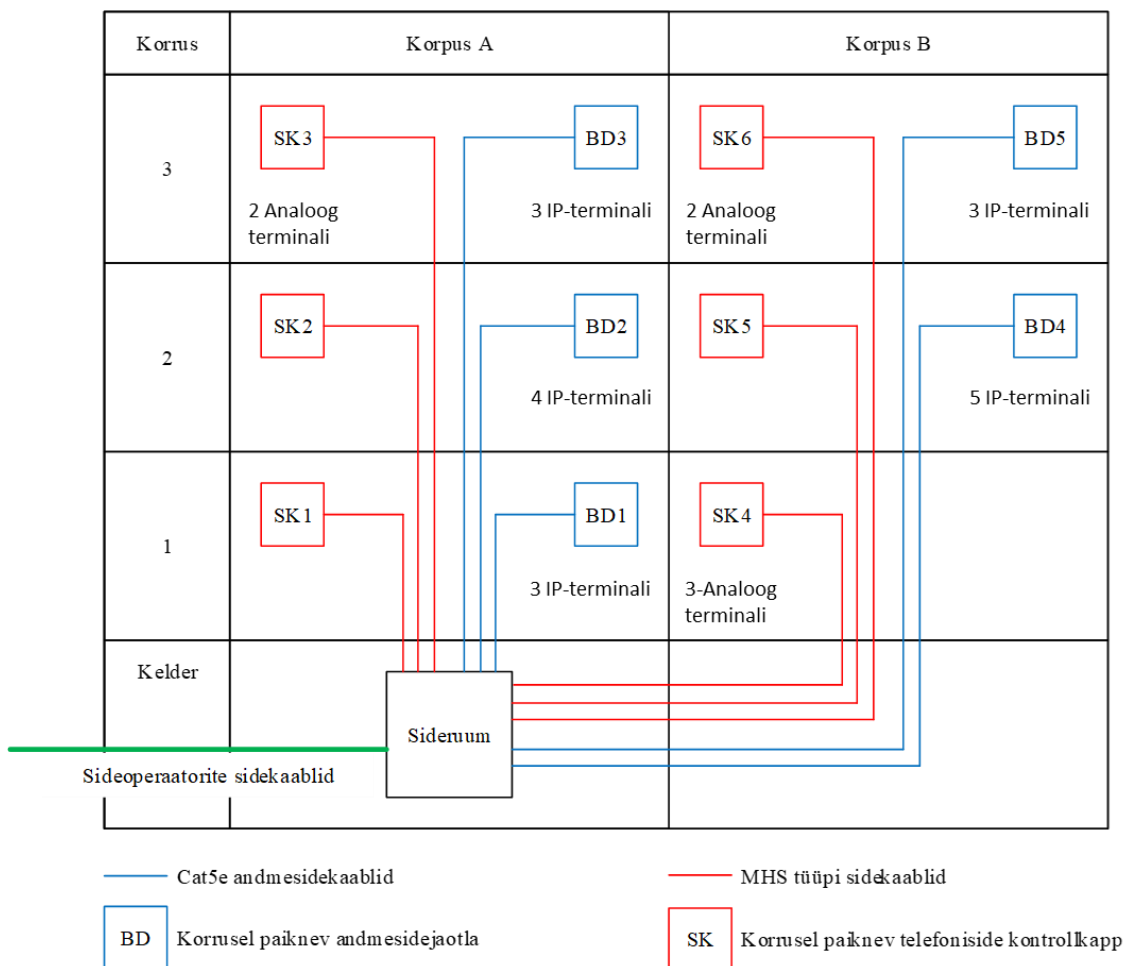 Korrus Korpus A Korpus B
SK3 BD3 SK6 BD5
3
2 Analoog
terminali
3 IP-terminali
2 Analoog
terminali
3 IP-terminali
SK2 BD2 SK5 BD4
2
4 IP-terminali 5 IP-terminali
SK1 BD1 SK4
1
3 IP-terminali
3-Analoog
terminali
Kelder
Sideruum
Sideoperaatorite sidekaablid
Cat5e andmesidekaablid MHS tüüpi sidekaablid
BD Korrusel paiknev andmesidejaotla SK Korrusel paiknev telefoniside kontrollkapp